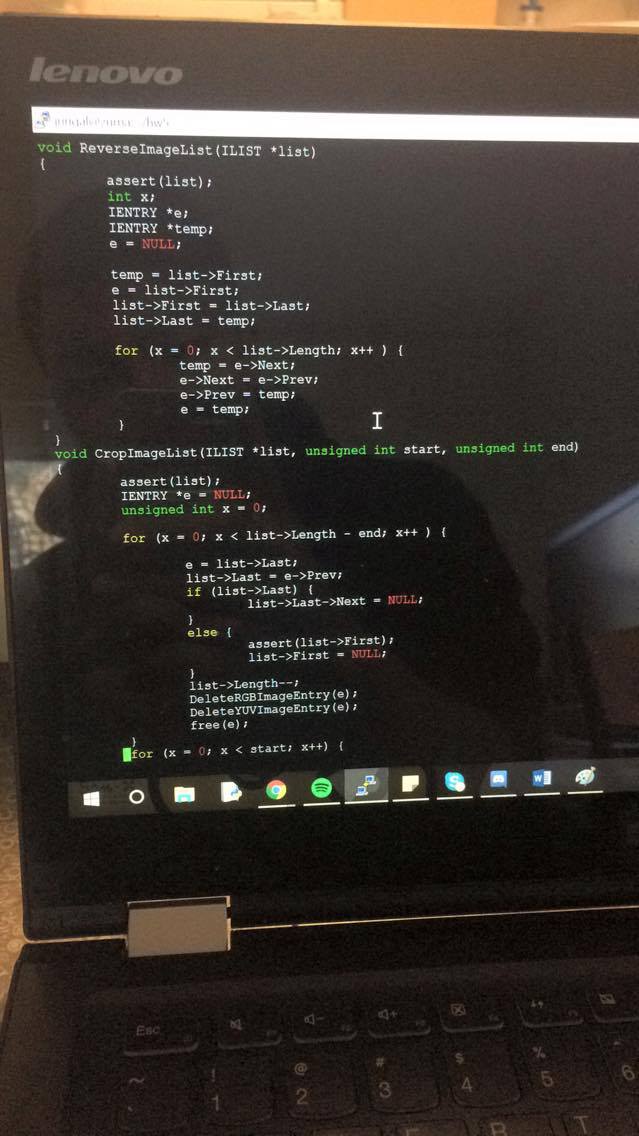 lenovo
void ReverseImageList(ILIST *list)
{
assert(list);
int x;
IENTRY *e;
IENTRY *temp;
e = NULL;
temp = list->First;
e = list->First;
list->First = list->Last;
list->Last = temp;
for (x = 0; x < list->Length; x++ ) {
temp = e->Next;
e->Next = e->Prev;
e->Prev = temp;
e = temp;
}
}
void CropImageList(ILIST *list, unsigned int start, unsigned int end)
{
assert(list);
IENTRY *e = NULL;
unsigned int x = 0;
for (x = 0; x < list->Length - end; x++ ) {
e = list->Last;
list->Last = e->Prev;
if (list->Last) {
list->Last->Next = NULL;
}
else {
assert(list->First);
list->First = NULL;
}
list->Length--;
DeleteRGBImageEntry(e);
DeleteYUVImageEntry(e);
free(e);
}
for (x = 0; x < start; x++) {
Esc
~ ! @ # $ %
1 2 3 4 5 6
R T